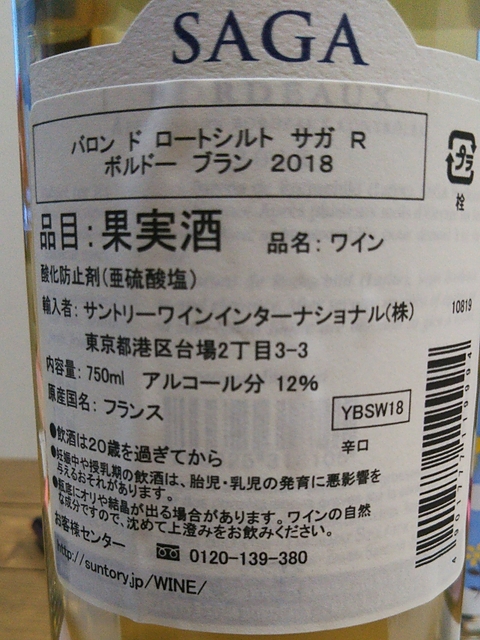 SAGA
BORDEAUX
バロン ド ロートシルト サガ R
ボルドー ブラン 2018
プラ
栓
品目:果実酒 品名:ワイン
酸化防止剤(亜硫酸塩)
輸入者:サントリーワインインターナショナル(株)
10819
東京都港区台場2丁目3-3
内容量:750ml アルコール分 12%
原産国名:フランス
YBSW18
辛口
●飲酒は20歳を過ぎてから
●妊娠中や授乳期の飲酒は、胎児・乳児の発育に悪影響を
与えるおそれがあります。
●瓶底にオリや結晶が出る場合があります。ワインの自然
な成分ですので、沈めて上澄みをお飲みください。
お客様センター 0120-139-380
http://suntory.jp/WINE/